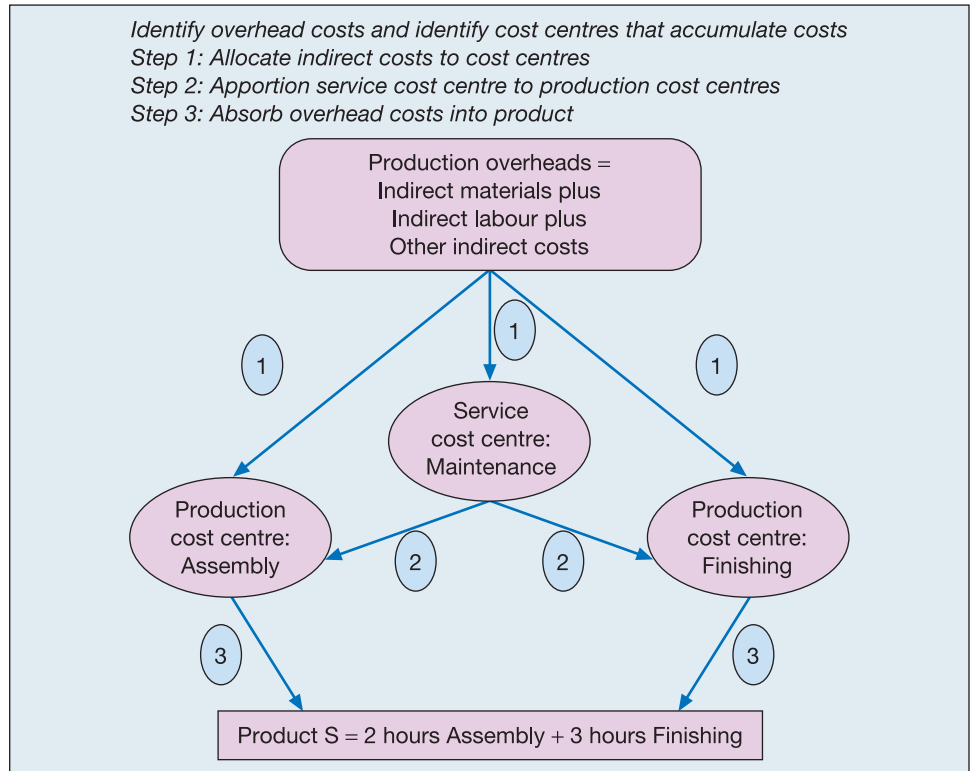 Identify overhead costs and identify cost centres that accumulate costs
Step 1: Allocate indirect costs to cost centres
Step 2: Apportion service cost centre to production cost centres
Step 3: Absorb overhead costs into product
Production overheads =
Indirect materials plus
Indirect labour plus
Other indirect costs
1
1
1
Service
cost centre:
Maintenance
Production
cost centre:
Assembly
Production
cost centre:
Finishing
2
2
3
3
Product S = 2 hours Assembly + 3 hours Finishing